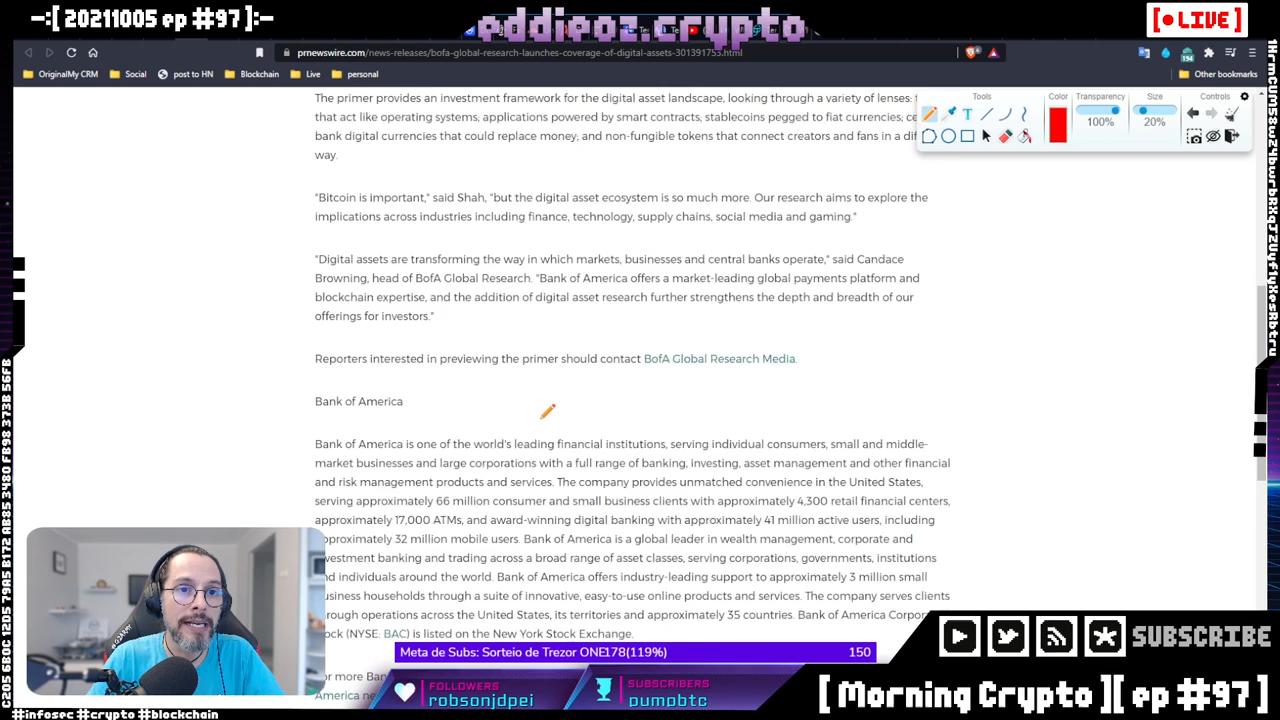 -:[ 20211005 ep #97 ]:-
eddieoz.crypto
[● LIVE ]
prnewswire.com/news-releases/bofa-global-research-launches-coverage-of-digital-assets-301391753.html
194
OriginalMy CRM
Social
post to HN
Blockchain
Live
personal
Other bookmarks
Tools
Color
Transparency
Size
Controls
100%
20%
The primer provides an investment framework for the digital asset landscape, looking through a variety of lenses:
that act like operating systems, applications powered by smart contracts, stablecoins pegged to fiat currencies;
bank digital currencies that could replace money; and non-fungible tokens that connect creators and fans in a
way.
"Bitcoin is important," said Shah, "but the digital asset ecosystem is so much more. Our research aims to explore the
implications across industries including finance, technology, supply chains, social media and gaming."
"Digital assets are transforming the way in which markets, businesses and central banks operate," said Candace
Browning, head of BofA Global Research. "Bank of America offers a market-leading global payments platform and
blockchain expertise, and the addition of digital asset research further strengthens the depth and breadth of our
offerings for investors."
Reporters interested in previewing the primer should contact BofA Global Research Media.
Bank of America
Bank of America is one of the world's leading financial institutions, serving individual consumers, small and middle-
market businesses and large corporations with a full range of banking, investing, asset management and other financial
and risk management products and services. The company provides unmatched convenience in the United States,
serving approximately 66 million consumer and small business clients with approximately 4,300 retail financial centers,
approximately 17,000 ATMs, and award-winning digital banking with approximately 41 million active users, including
approximately 32 million mobile users. Bank of America is a global leader in wealth management, corporate and
investment banking and trading across a broad range of asset classes, serving corporations, governments, institutions
and individuals around the world. Bank of America offers industry-leading support to approximately 3 million small
business households through a suite of innovative, easy-to-use online products and services. The company serves clients
through operations across the United States, its territories and approximately 35 countries. Bank of America
stock (NYSE: BAC) is listed on the New York Stock Exchange.
Meta de Subs: Sorteio de Trezor ONE178(119%)
150
FOLLOWERS
robsonjdpei
SUBSCRIBERS
pumpbtc
SUBSCRIBE
[ Morning Crypto ][ ep #97 ]
#infosec #crypto #blockchain